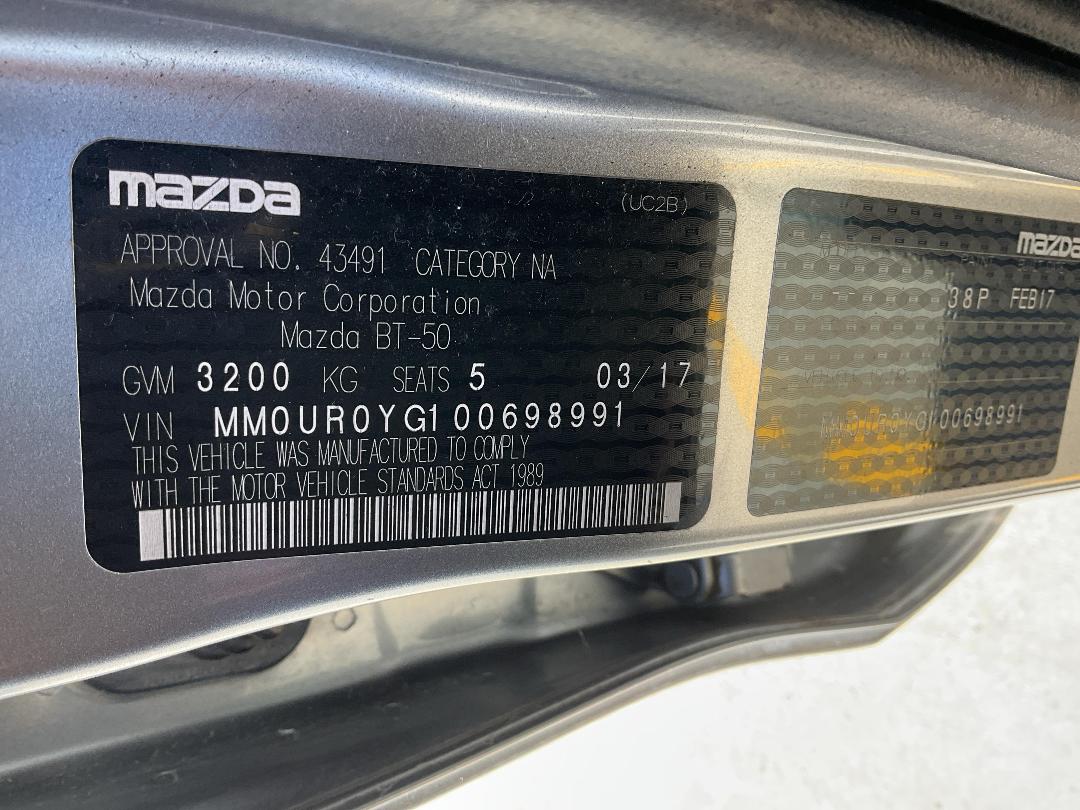 mazda
(UC2B)
APPROVAL NO. 43491 CATEGORY NA
Mazda Motor Corporation
Mazda BT-50
GVM 3200 KG SEATS 5 03/17
VIN MM0UR0YG100698991
THIS VEHICLE WAS MANUFACTURED TO COMPLY
WITH THE MOTOR VEHICLE STANDARDS ACT 1989
mazda
38P FEB17
MM0UR0YG100698991